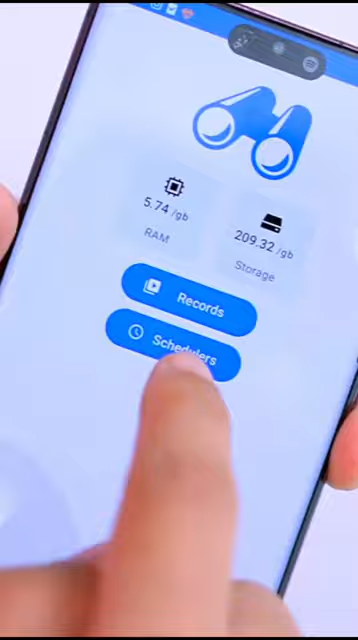 5.74 /gb
RAM
209.32 /gb
Storage
Records
Schedulers